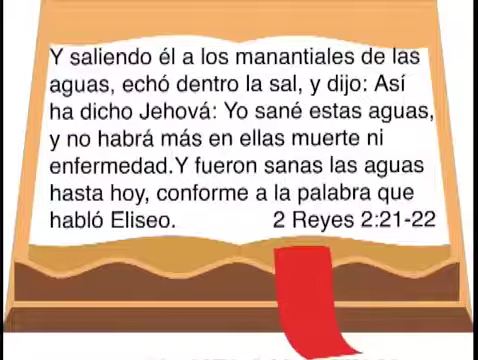 Y saliendo él a los manantiales de las
aguas, echó dentro la sal, y dijo: Así
ha dicho Jehová: Yo sané estas aguas,
y no habrá más en ellas muerte ni
enfermedad.Y fueron sanas las aguas
hasta hoy, conforme a la palabra que
habló Eliseo. 2 Reyes 2:21-22